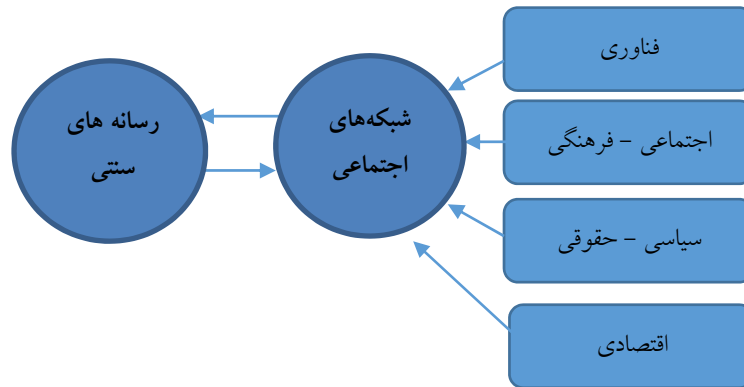 فناوری
اجتماعی – فرهنگی
سیاسی – حقوقی
اقتصادی
شبکه‌های
اجتماعی
رسانه های
سنتی